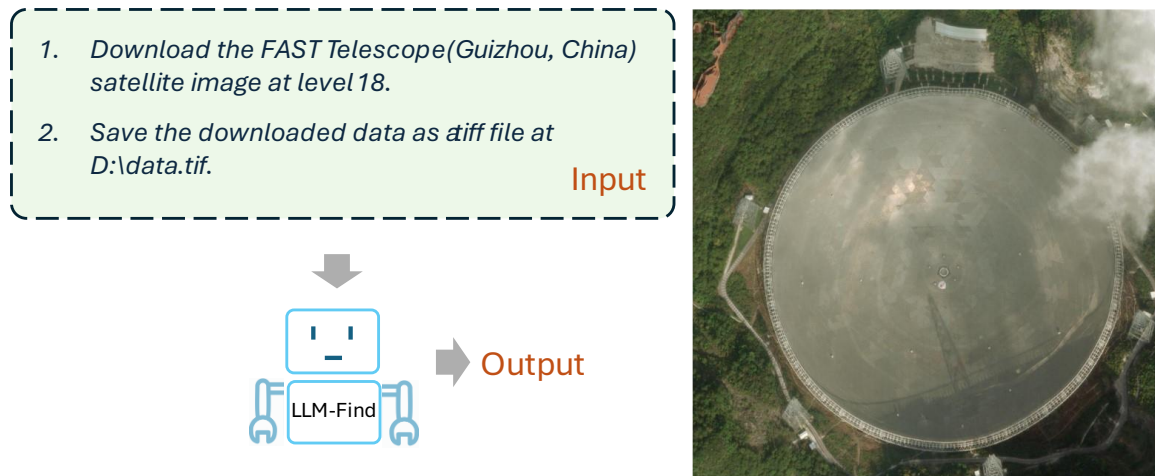 1. Download the FAST Telescope(Guizhou, China)
satellite image at level 18.
2. Save the downloaded data as atiff file at
D:\data.tif.
Input
Output
LLM-Find